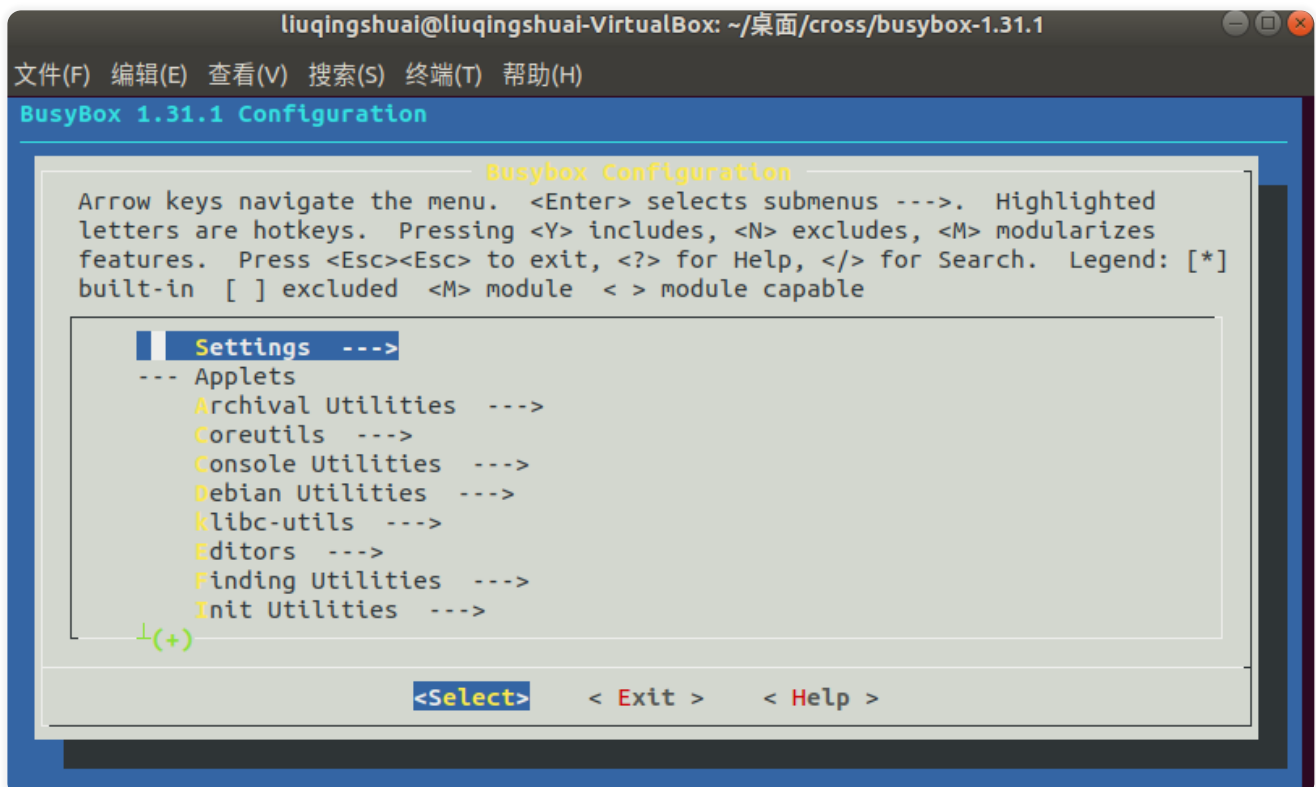 liuqingshuai@liuqingshuai-VirtualBox: ~/桌面/cross/busybox-1.31.1
文件(F) 编辑(E) 查看(V) 搜索(S) 终端(T) 帮助(H)
BusyBox 1.31.1 Configuration
Busybox Configuration
Arrow keys navigate the menu.  <Enter> selects submenus --->.  Highlighted
letters are hotkeys.  Pressing <Y> includes, <N> excludes, <M> modularizes
features.  Press <Esc><Esc> to exit, <?> for Help, </> for Search.  Legend: [*]
built-in  [ ] excluded  <M> module  < > module capable
Settings  --->
--- Applets
Archival Utilities  --->
Coreutils  --->
Console Utilities  --->
Debian Utilities  --->
klibc-utils  --->
Editors  --->
Finding Utilities  --->
Init Utilities  --->
┴(+)
<Select>    < Exit >    < Help >